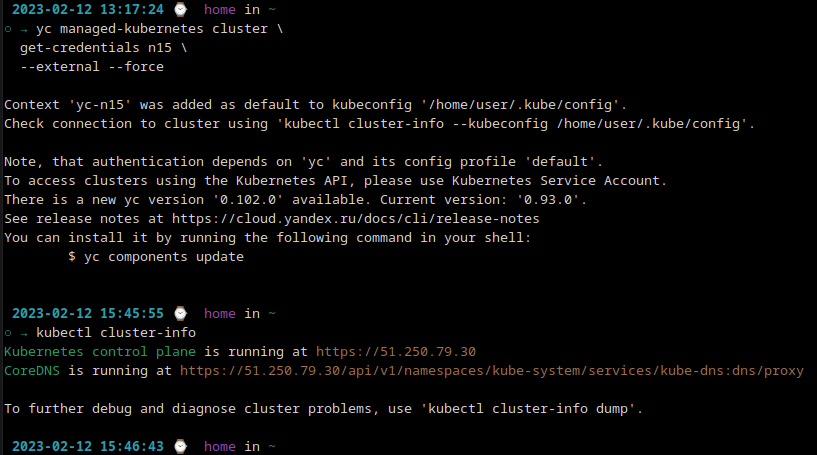 2023-02-12 13:17:24 ⌚ home in ~
○ → yc managed-kubernetes cluster \
get-credentials n15 \
--external --force
Context 'yc-n15' was added as default to kubeconfig '/home/user/.kube/config'.
Check connection to cluster using 'kubectl cluster-info --kubeconfig /home/user/.kube/config'.
Note, that authentication depends on 'yc' and its config profile 'default'.
To access clusters using the Kubernetes API, please use Kubernetes Service Account.
There is a new yc version '0.102.0' available. Current version: '0.93.0'.
See release notes at https://cloud.yandex.ru/docs/cli/release-notes
You can install it by running the following command in your shell:
$ yc components update
2023-02-12 15:45:55 ⌚ home in ~
○ → kubectl cluster-info
Kubernetes control plane is running at https://51.250.79.30
CoreDNS is running at https://51.250.79.30/api/v1/namespaces/kube-system/services/kube-dns:dns/proxy
To further debug and diagnose cluster problems, use 'kubectl cluster-info dump'.
2023-02-12 15:46:43 ⌚ home in ~